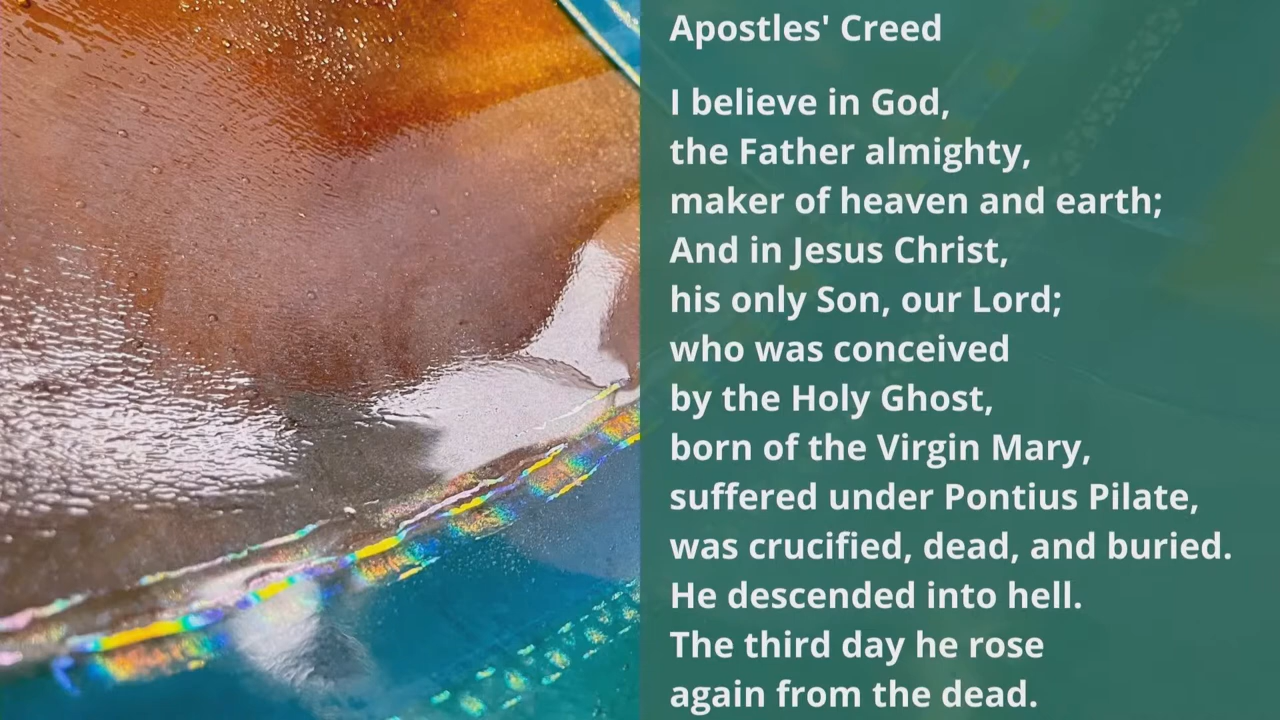 Apostles' Creed
I believe in God,
the Father almighty,
maker of heaven and earth;
And in Jesus Christ,
his only Son, our Lord;
who was conceived
by the Holy Ghost,
born of the Virgin Mary,
suffered under Pontius Pilate,
was crucified, dead, and buried.
He descended into hell.
The third day he rose
again from the dead.